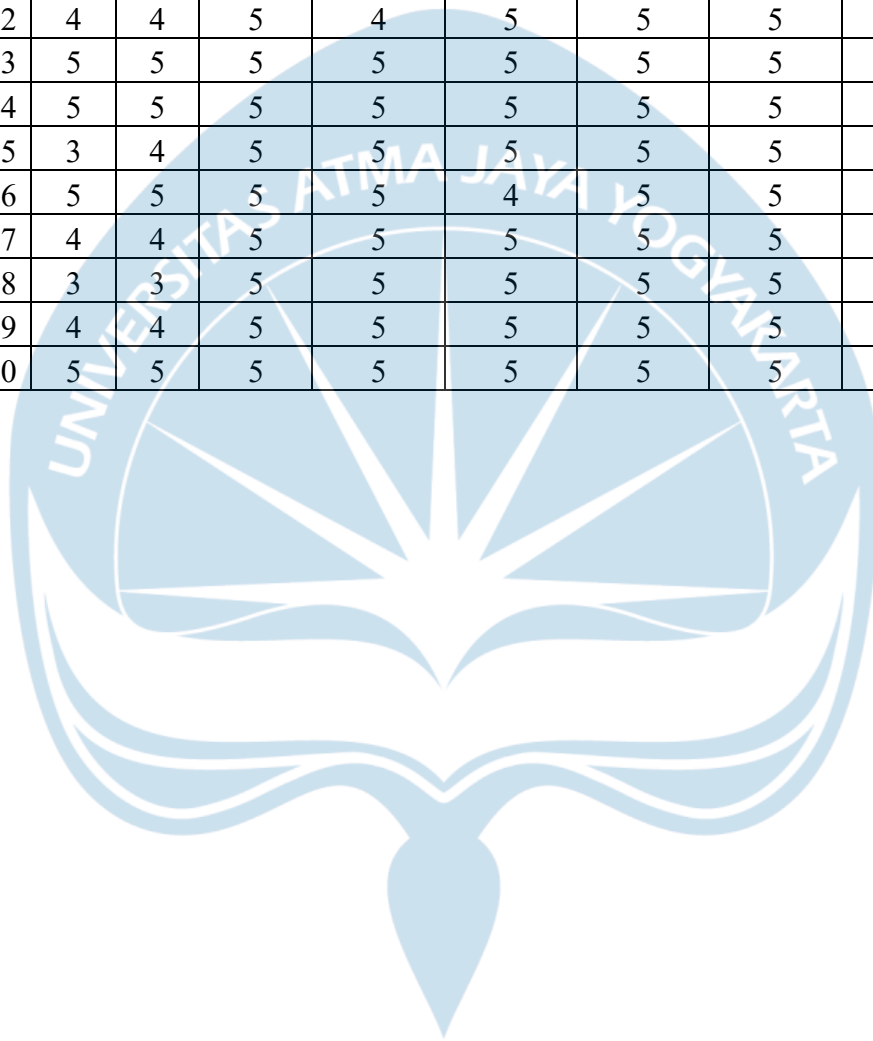 2 4 4 5 4 5 5 5
3 5 5 5 5 5 5 5
4 5 5 5 5 5 5 5
5 3 4 5 5 5 5 5
6 5 5 5 5 4 5 5
7 4 4 5 5 5 5 5
8 3 3 5 5 5 5 5
9 4 4 5 5 5 5 5
0 5 5 5 5 5 5 5
UNIVERSITAS ATMA JAYA YOGYAKARTA